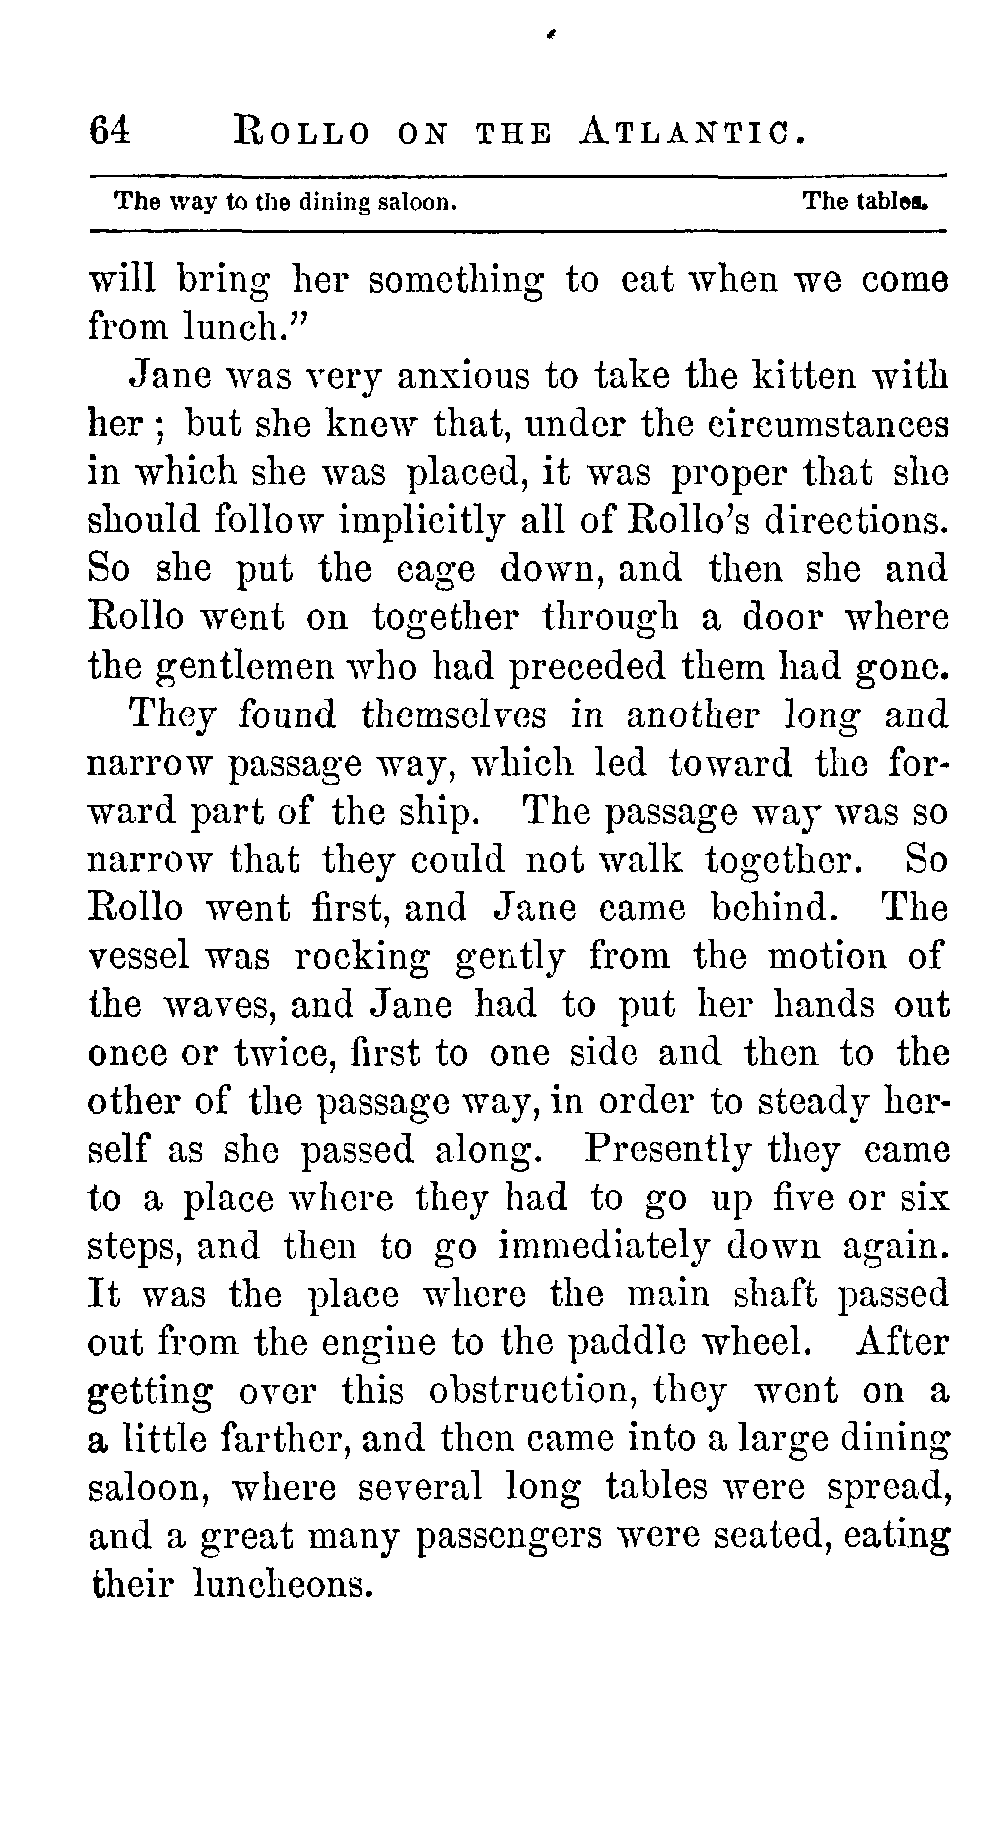 64 ROLLO ON THE ATLANTIC.
The way to the dining saloon. The tables.
will bring her something to eat when we come
from lunch.”
Jane was very anxious to take the kitten with
her ; but she knew that, under the circumstances
in which she was placed, it was proper that she
should follow implicitly all of Rollo’s directions.
So she put the cage down, and then she and
Rollo went on together through a door where
the gentlemen who had preceded them had gone.
They found themselves in another long and
narrow passage way, which led toward the for-
ward part of the ship. The passage way was so
narrow that they could not walk together. So
Rollo went first, and Jane came behind. The
vessel was rocking gently from the motion of
the waves, and Jane had to put her hands out
once or twice, first to one side and then to the
other of the passage way, in order to steady her-
self as she passed along. Presently they came
to a place where they had to go up five or six
steps, and then to go immediately down again.
It was the place where the main shaft passed
out from the engine to the paddle wheel. After
getting over this obstruction, they went on a
a little farther, and then came into a large dining
saloon, where several long tables were spread,
and a great many passengers were seated, eating
their luncheons.